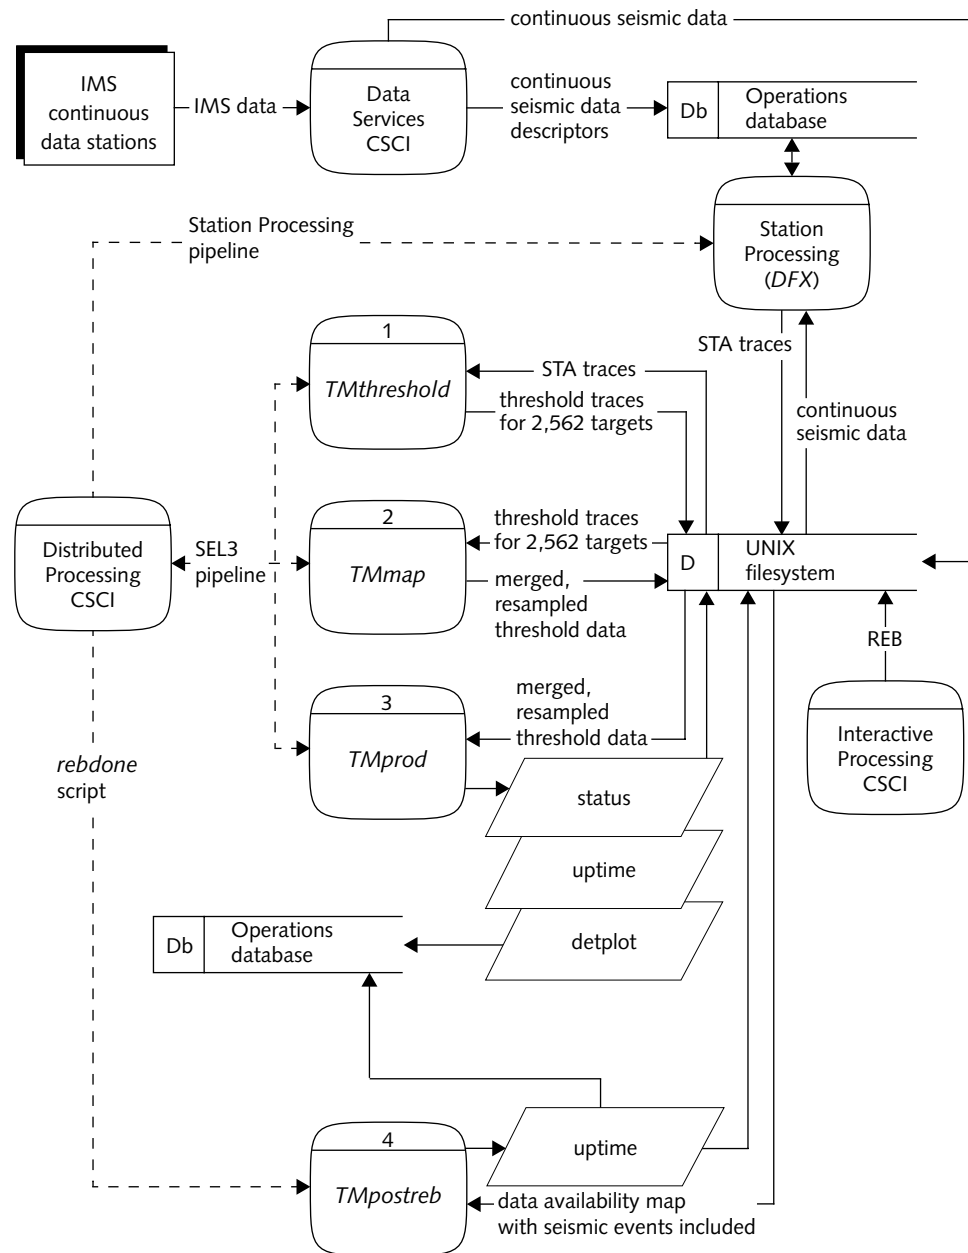 continuous seismic data
IMS
continuous
data stations
IMS data
Data
Services
CSCI
continuous
seismic data
descriptors
Db
Operations
database
Station Processing
pipeline
Station
Processing
(DFX)
1
TMthreshold
STA traces
threshold traces
for 2,562 targets
STA traces
continuous
seismic data
Distributed
Processing
CSCI
SEL3
pipeline
2
TMmap
threshold traces
for 2,562 targets
merged,
resampled
threshold data
D
UNIX
filesystem
REB
Interactive
Processing
CSCI
3
TMprod
merged,
resampled
threshold data
rebdone
script
status
uptime
detplot
Db
Operations
database
4
TMpostreb
uptime
data availability map
with seismic events included